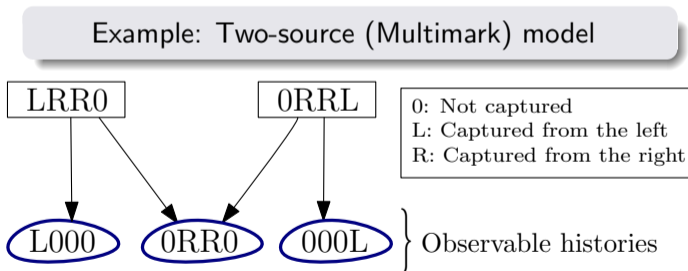 Example: Two-source (Multimark) model
LRR0
0RRL
0: Not captured
L: Captured from the left
R: Captured from the right
L000
0RR0
000L
Observable histories